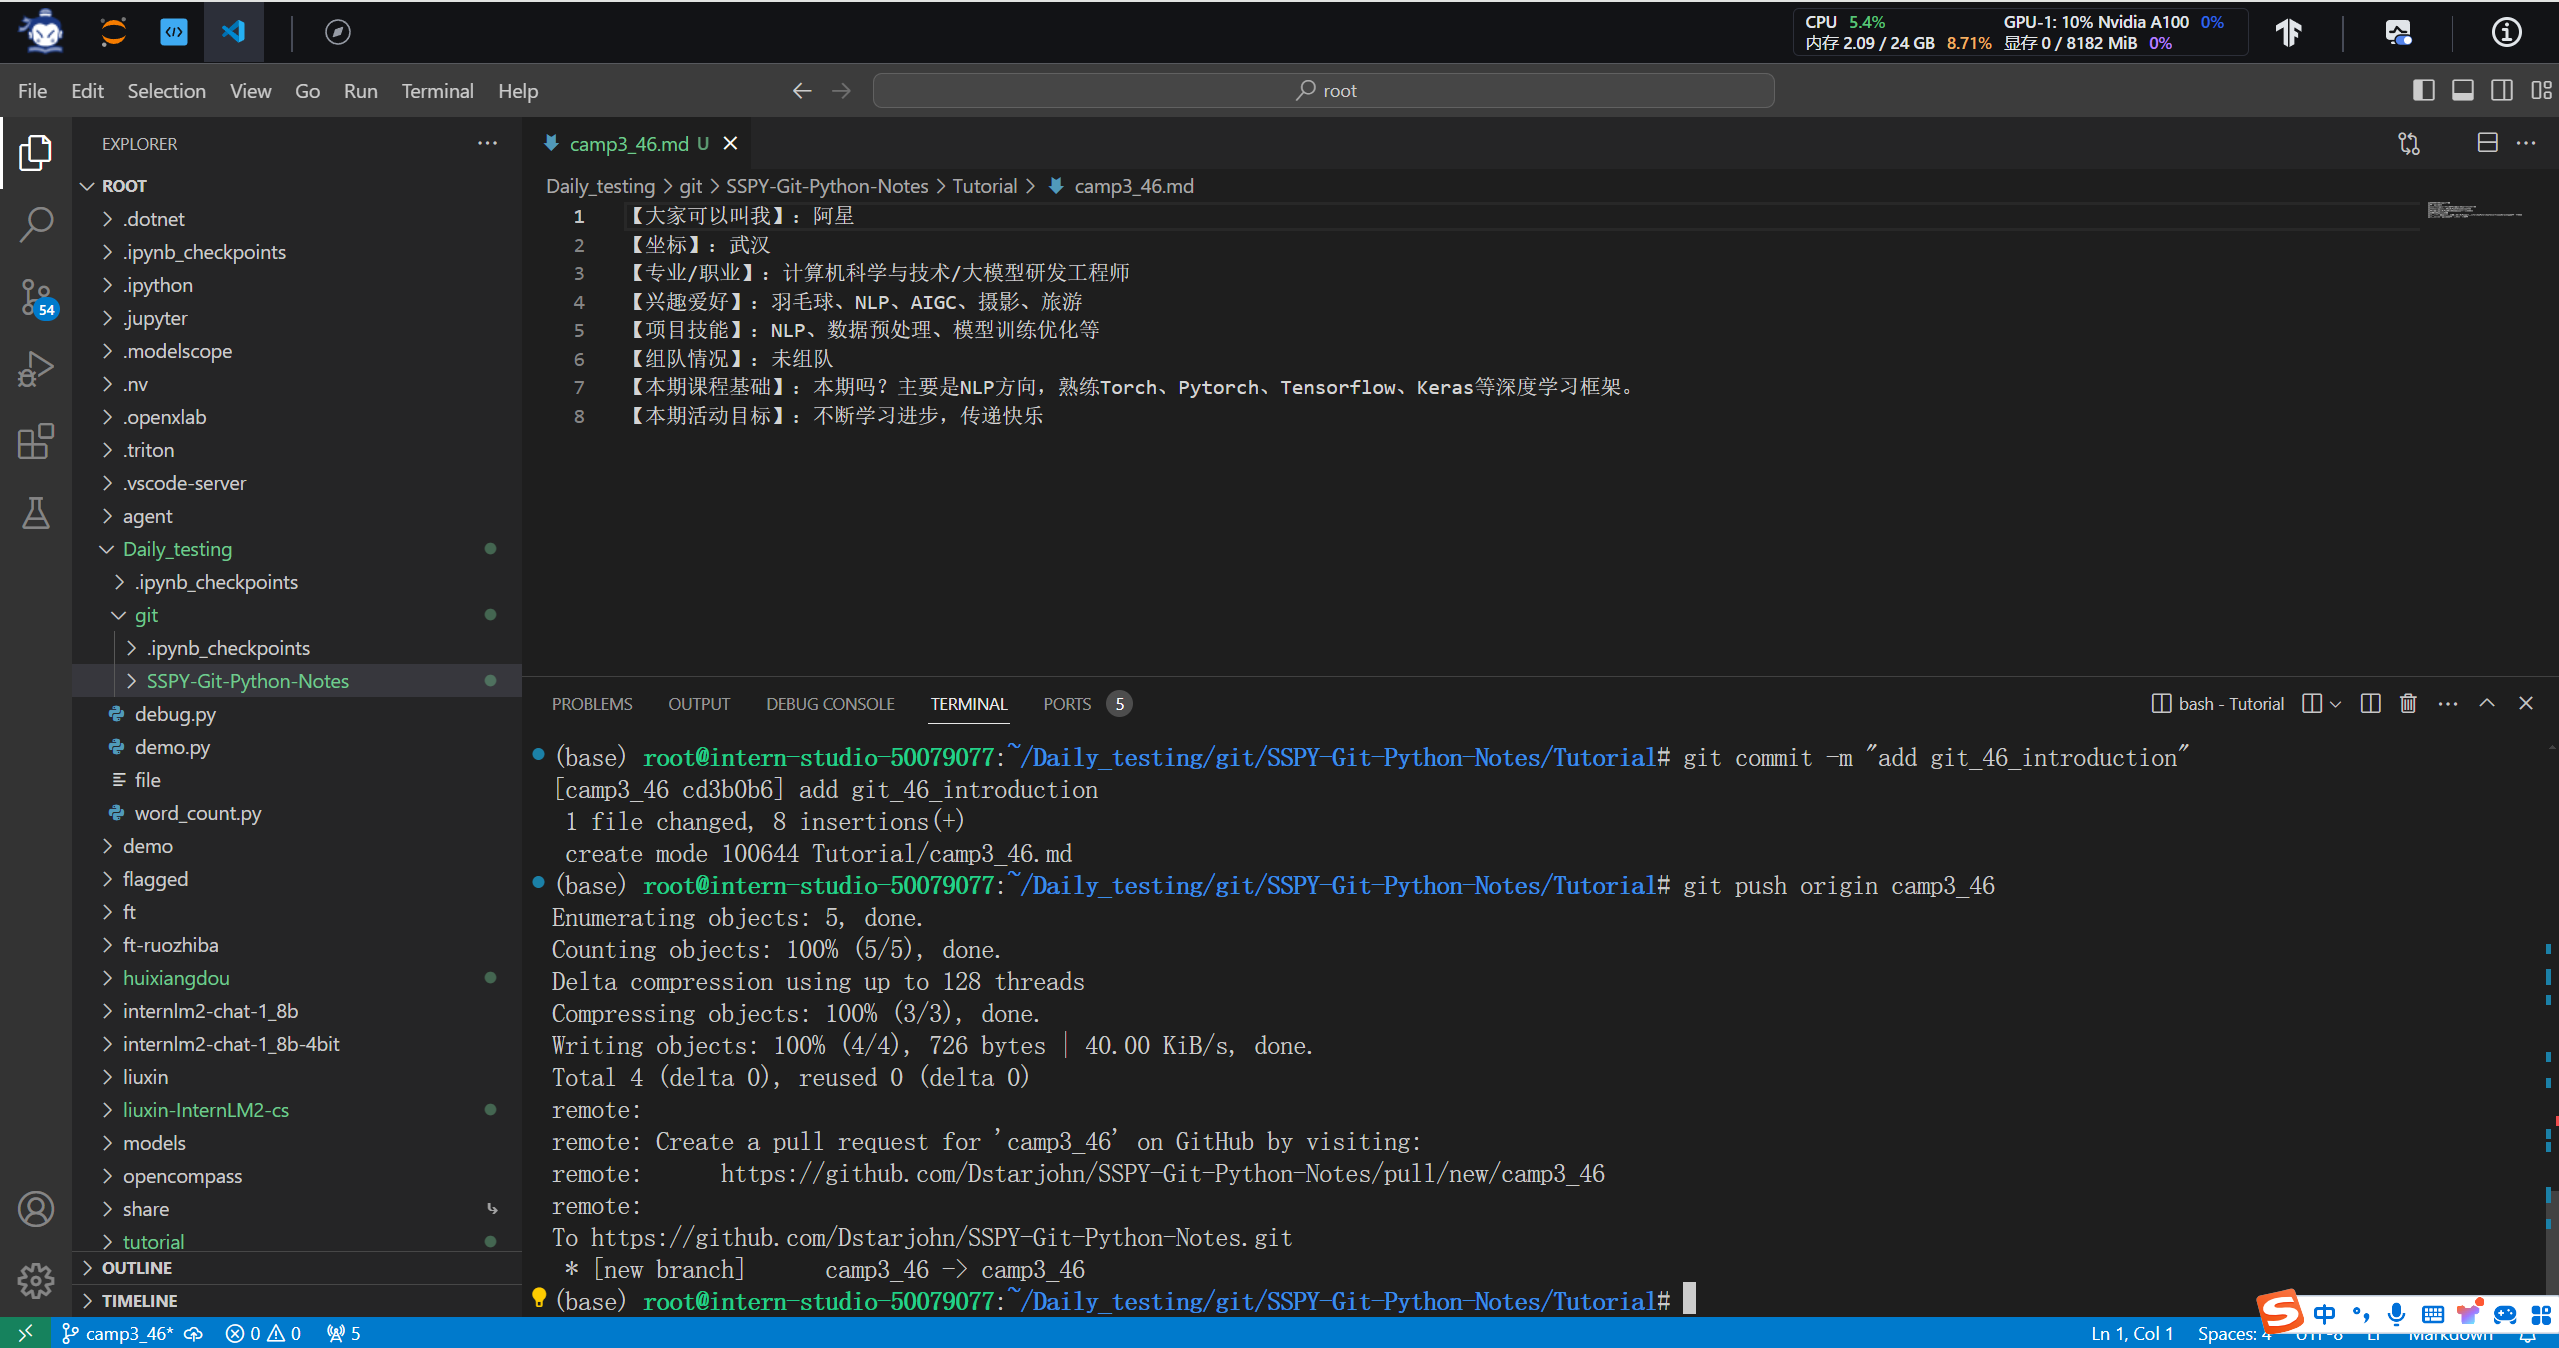 CPU 5.4%
GPU-1: 10% Nvidia A100 0%
内存 2.09 / 24 GB 8.71%
显存 0 / 8182 MiB 0%
File Edit Selection View Go Run Terminal Help
root
EXPLORER
ROOT
.dotnet
.ipynb_checkpoints
.ipython
.jupyter
.modelscope
.nv
.openxlab
.triton
.vscode-server
agent
Daily_testing
.ipynb_checkpoints
git
.ipynb_checkpoints
SSPY-Git-Python-Notes
debug.py
demo.py
file
word_count.py
demo
flagged
ft
ft-ruozhiba
huixiangdou
internlm2-chat-1_8b
internlm2-chat-1_8b-4bit
liuxin
liuxin-InternLM2-cs
models
opencompass
share
tutorial
OUTLINE
TIMELINE
54
camp3_46.md U
Daily_testing > git > SSPY-Git-Python-Notes > Tutorial > camp3_46.md
1 【大家可以叫我】：阿星
2 【坐标】：武汉
3 【专业/职业】：计算机科学与技术/大模型研发工程师
4 【兴趣爱好】：羽毛球、NLP、AIGC、摄影、旅游
5 【项目技能】：NLP、数据预处理、模型训练优化等
6 【组队情况】：未组队
7 【本期课程基础】：本期吗？主要是NLP方向，熟练Torch、Pytorch、Tensorflow、Keras等深度学习框架。
8 【本期活动目标】：不断学习进步，传递快乐
PROBLEMS OUTPUT DEBUG CONSOLE TERMINAL PORTS 5
bash - Tutorial
(base) root@intern-studio-50079077:~/Daily_testing/git/SSPY-Git-Python-Notes/Tutorial# git commit -m "add git_46_introduction"
[camp3_46 cd3b0b6] add git_46_introduction
1 file changed, 8 insertions(+)
create mode 100644 Tutorial/camp3_46.md
(base) root@intern-studio-50079077:~/Daily_testing/git/SSPY-Git-Python-Notes/Tutorial# git push origin camp3_46
Enumerating objects: 5, done.
Counting objects: 100% (5/5), done.
Delta compression using up to 128 threads
Compressing objects: 100% (3/3), done.
Writing objects: 100% (4/4), 726 bytes | 40.00 KiB/s, done.
Total 4 (delta 0), reused 0 (delta 0)
remote:
remote: Create a pull request for 'camp3_46' on GitHub by visiting:
remote: https://github.com/Dstarjohn/SSPY-Git-Python-Notes/pull/new/camp3_46
remote:
To https://github.com/Dstarjohn/SSPY-Git-Python-Notes.git
* [new branch] camp3_46 -> camp3_46
(base) root@intern-studio-50079077:~/Daily_testing/git/SSPY-Git-Python-Notes/Tutorial#
中
camp3_46* 0 0 5
Ln 1, Col 1 Spaces: 4 UTF-8 LF Markdown